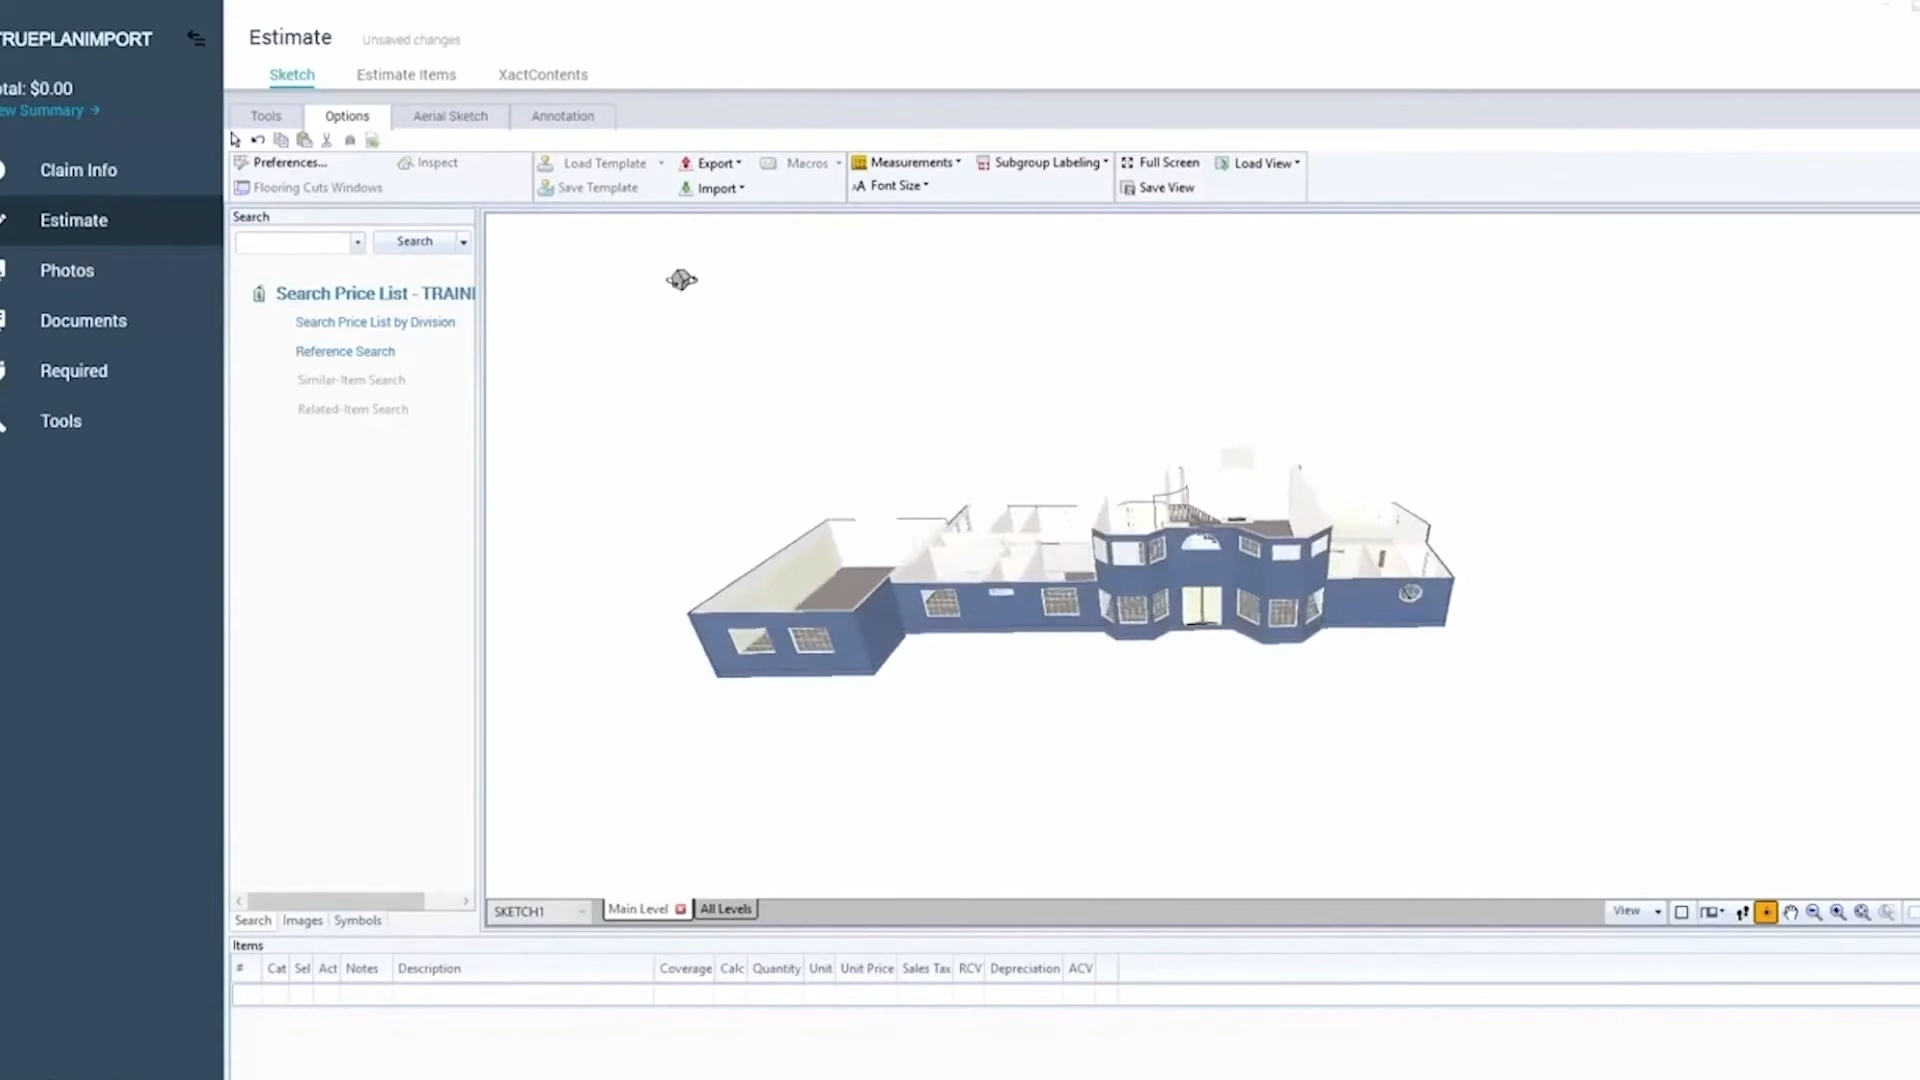 TRUEPLANIMPORT
Total: $0.00
View Summary →
Claim Info
Estimate
Photos
Documents
Required
Tools
Estimate Unsaved changes
Sketch Estimate Items XactContents
Tools Options Aerial Sketch Annotation
Preferences... Inspect Load Template Export Macros Measurements Subgroup Labeling Full Screen Load View
Flooring Cuts Windows Save Template Import Font Size Save View
Search
Search
Search Price List - TRAINI
Search Price List by Division
Reference Search
Similar-Item Search
Related-Item Search
SKETCH1 Main Level All Levels View
Search Images Symbols
Items
# Cat Sel Act Notes Description Coverage Calc Quantity Unit Unit Price Sales Tax RCV Depreciation ACV